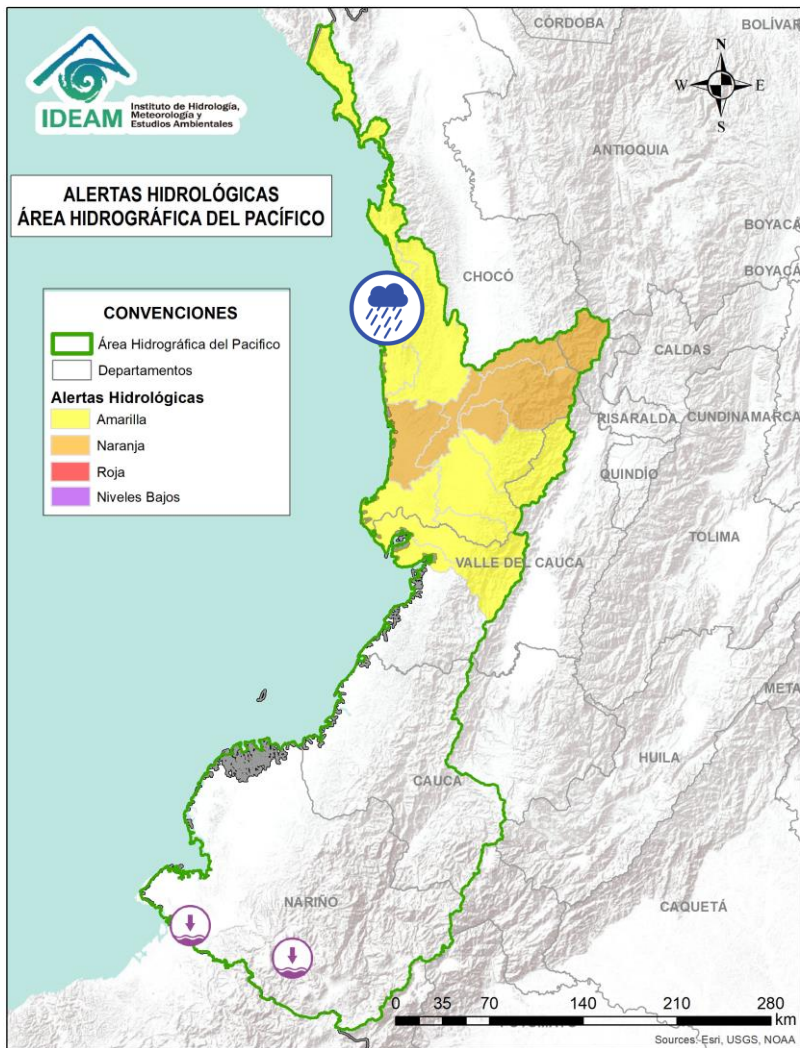 CÓRDOBA
BOLÍVAR
IDEAM
Instituto de Hidrología,
Meteorología y
Estudios Ambientales
N
W
E
S
ANTIOQUIA
ALERTAS HIDROLÓGICAS
ÁREA HIDROGRÁFICA DEL PACÍFICO
BOYACÁ
BOYACÁ
CHOCÓ
CONVENCIONES
Área Hidrográfica del Pacifico
Departamentos
Alertas Hidrológicas
Amarilla
Naranja
Roja
Niveles Bajos
CALDAS
RISARALDA
CUNDINAMARCA
QUINDÍO
TOLIMA
VALLE DEL CAUCA
META
HUILA
CAUCA
NARIÑO
CAQUETÁ
0 35 70 140 210 280
km
Sources: Esri, USGS, NOAA